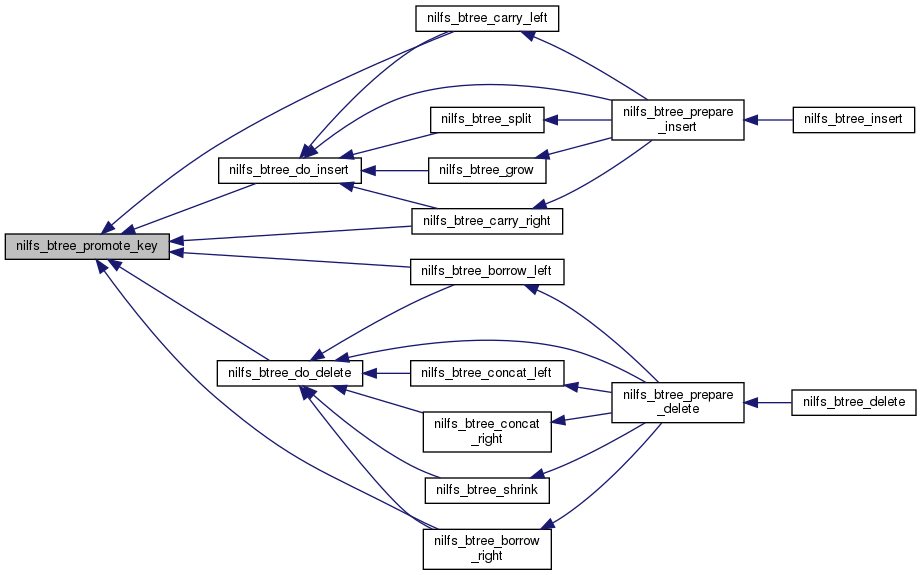 nilfs_btree_carry_left
nilfs_btree_prepare
_insert
nilfs_btree_insert
nilfs_btree_split
nilfs_btree_do_insert
nilfs_btree_grow
nilfs_btree_carry_right
nilfs_btree_promote_key
nilfs_btree_borrow_left
nilfs_btree_do_delete
nilfs_btree_concat_left
nilfs_btree_prepare
_delete
nilfs_btree_delete
nilfs_btree_concat
_right
nilfs_btree_shrink
nilfs_btree_borrow
_right